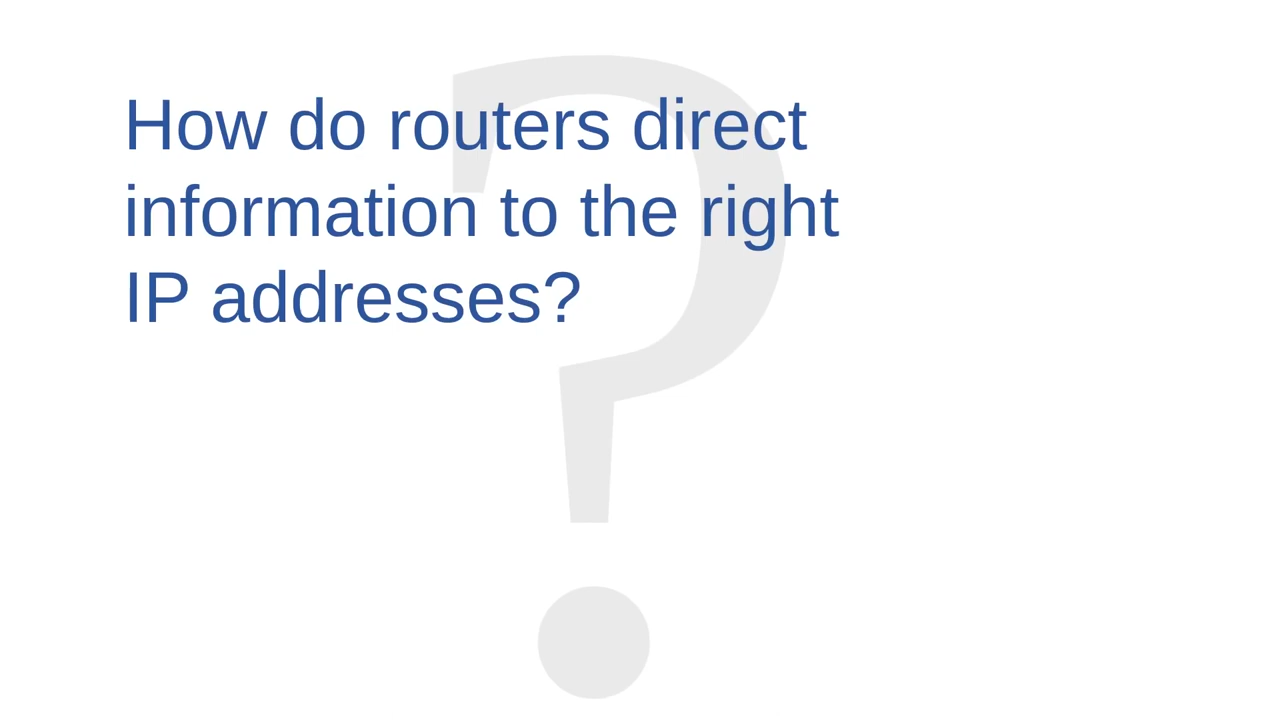 How do routers direct
information to the right
IP addresses?
?